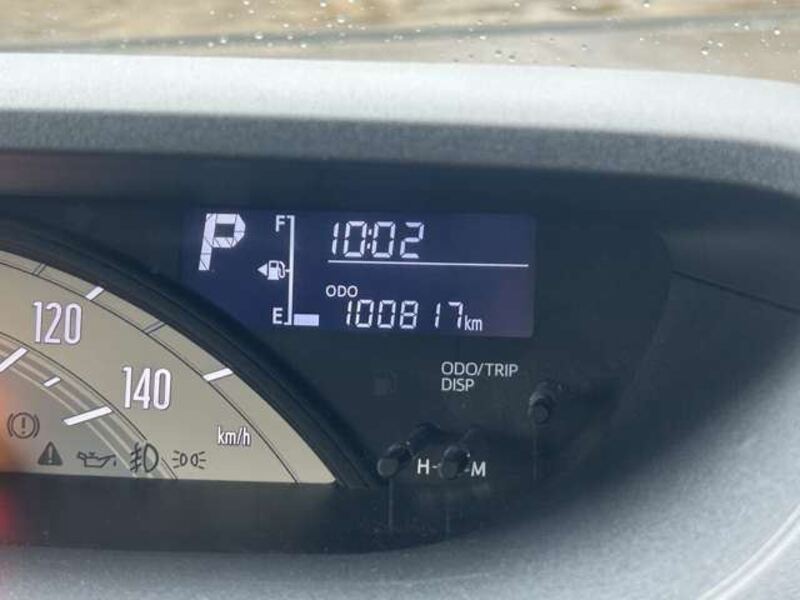 P
F
10:02
ODO
E
100817km
120
140
km/h
ODO/TRIP
DISP
H
M